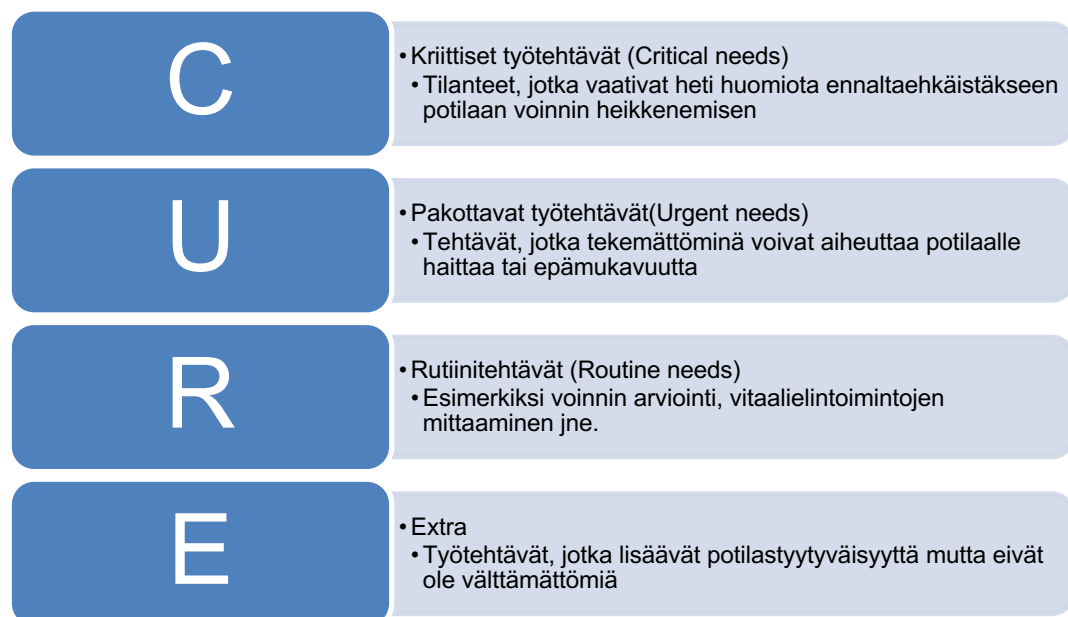 C
• Kriittiset työtehtävät (Critical needs)
• Tilanteet, jotka vaativat heti huomiota ennaltaehkäistäkseen
potilaan voinnin heikkenemisen
U
• Pakottavat työtehtävät(Urgent needs)
• Tehtävät, jotka tekemättöminä voivat aiheuttaa potilaalle
haittaa tai epämukavuutta
R
• Rutiinitehtävät (Routine needs)
• Esimerkiksi voinnin arviointi, vitaalielintoimintojen
mittaaminen jne.
E
• Extra
• Työtehtävät, jotka lisäävät potilastyytyväisyyttä mutta eivät
ole välttämättömiä